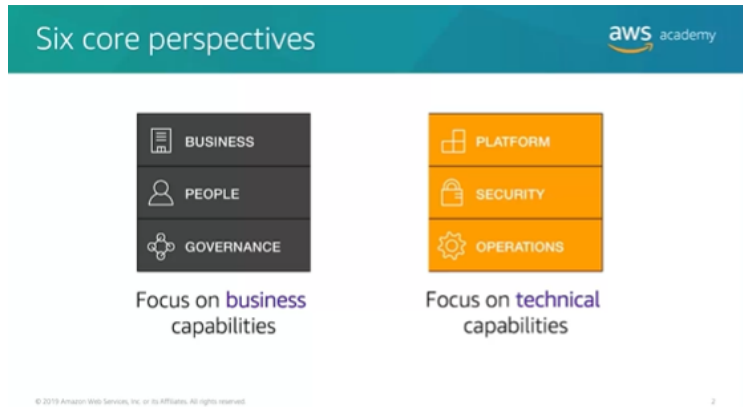 Six core perspectives
aws academy
BUSINESS
PEOPLE
GOVERNANCE
Focus on business
capabilities
PLATFORM
SECURITY
OPERATIONS
Focus on technical
capabilities
© 2019 Amazon Web Services, Inc. or its Affiliates. All rights reserved.
2